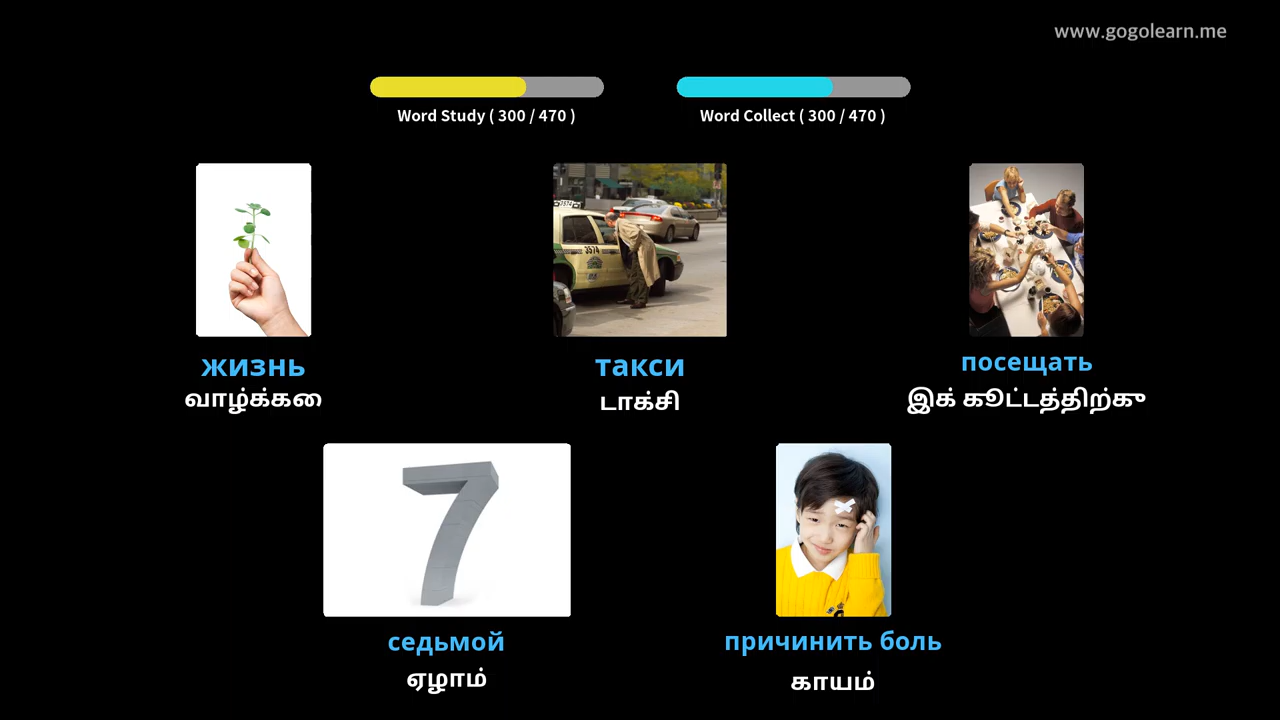 www.gogolearn.me
Word Study ( 300 / 470 )
Word Collect ( 300 / 470 )
3574
жизнь
வாழ்க்கை
такси
டாக்சி
посещать
இக் கூட்டத்திற்கு
седьмой
ஏழாம்
причинить боль
காயம்